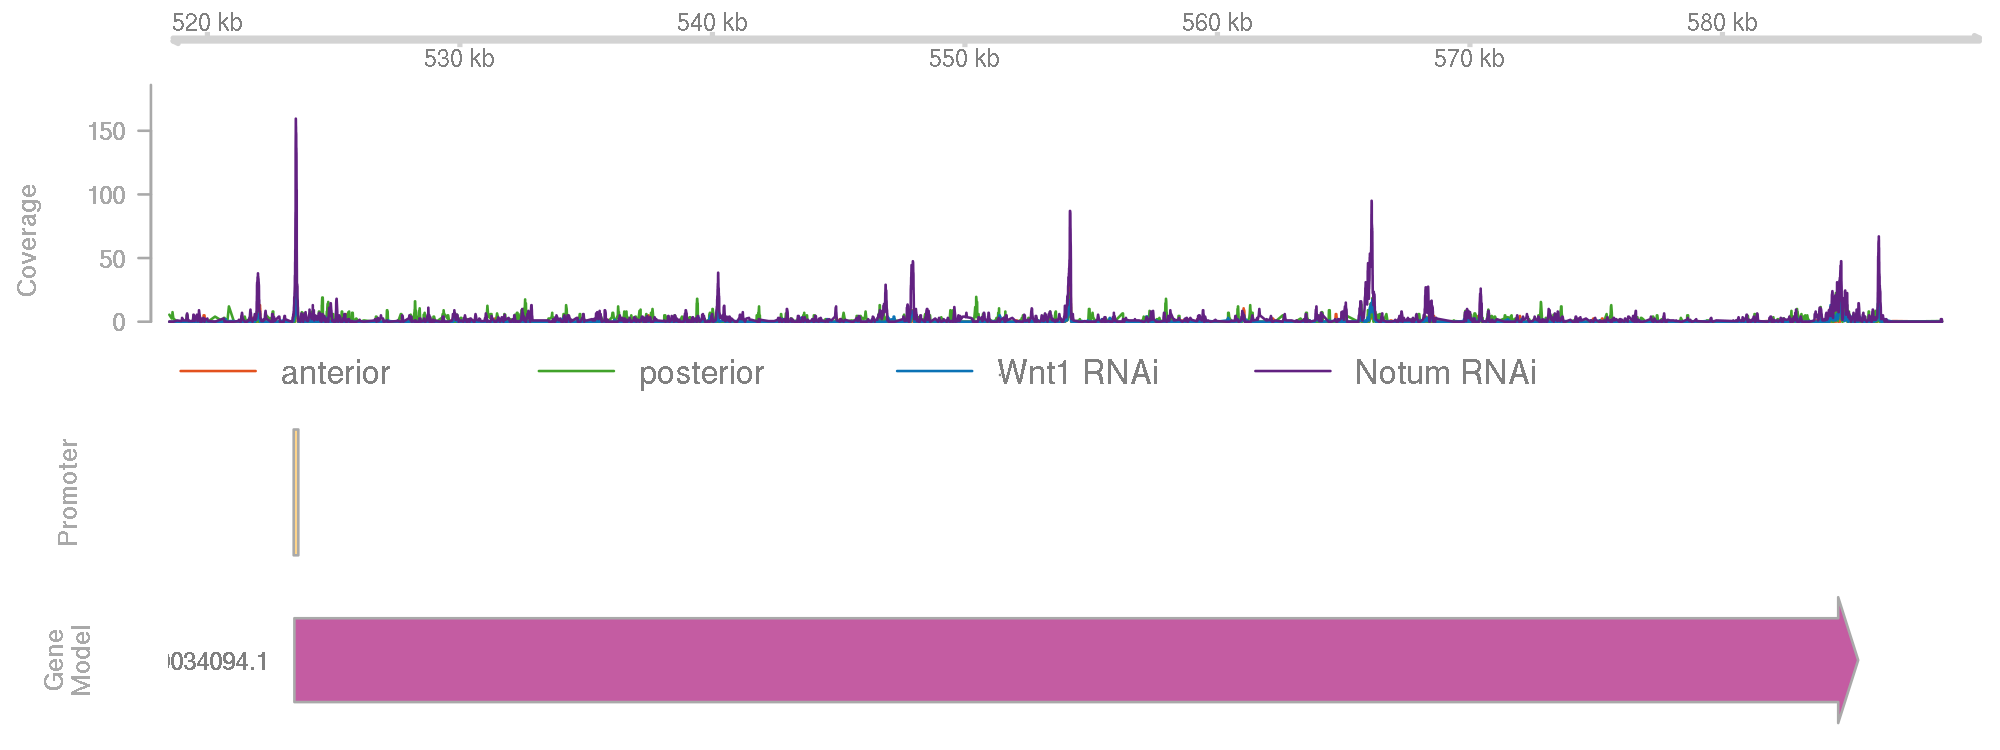 520 kb 540 kb 560 kb 580 kb
530 kb 550 kb 570 kb
Coverage
150
100
50
0
anterior posterior Wnt1 RNAi Notum RNAi
Promoter
Gene
Model
034094.1